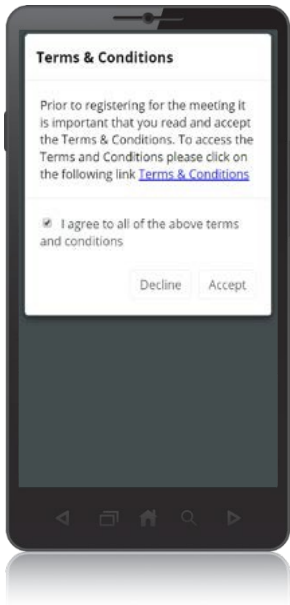 Terms & Conditions
Prior to registering for the meeting it
is important that you read and accept
the Terms & Conditions. To access the
Terms and Conditions please click on
the following link Terms & Conditions
I agree to all of the above terms
and conditions
Decline Accept